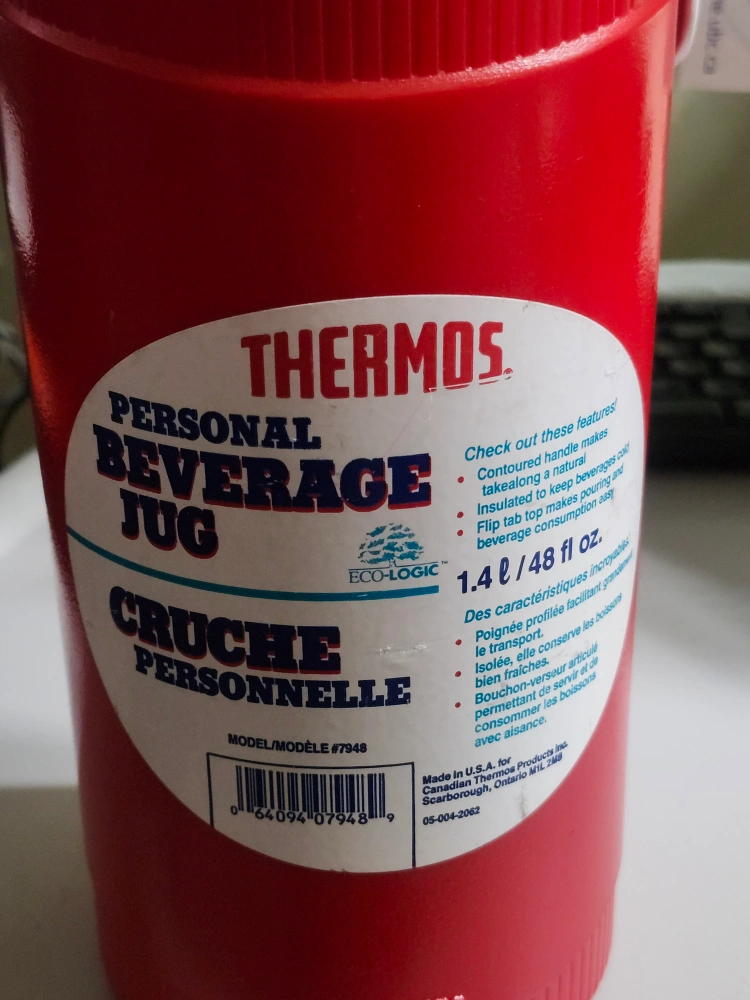 THERMOS.
PERSONAL
BEVERAGE
JUG
ECO-LOGIC™
CRUCHE
PERSONNELLE
MODEL/MODÈLE #7948
0 64094 07948 9
Check out these features!
• Contoured handle makes
takealong a natural
• Insulated to keep beverages cold
• Flip tab top makes pouring and
beverage consumption easy
1.4 ℓ / 48 fl oz.
Des caractéristiques incroyables:
• Poignée profilée facilitant grandement
le transport.
• Isolée, elle conserve les boissons
bien fraîches.
• Bouchon-verseur articulé
permettant de servir et de
consommer les boissons
avec aisance.
Made in U.S.A. for
Canadian Thermos Products Inc.
Scarborough, Ontario M1L 2M8
05-004-2062